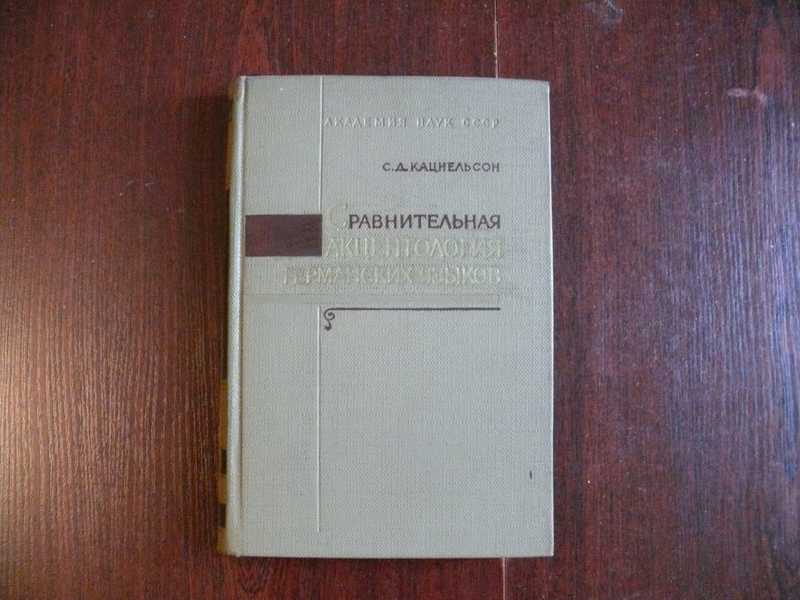 АКАДЕМИЯ НАУК СССР
С.Д.КАЦНЕЛЬСОН
СРАВНИТЕЛЬНАЯ
АКЦЕНТОЛОГИЯ
ГЕРМАНСКИХ ЯЗЫКОВ